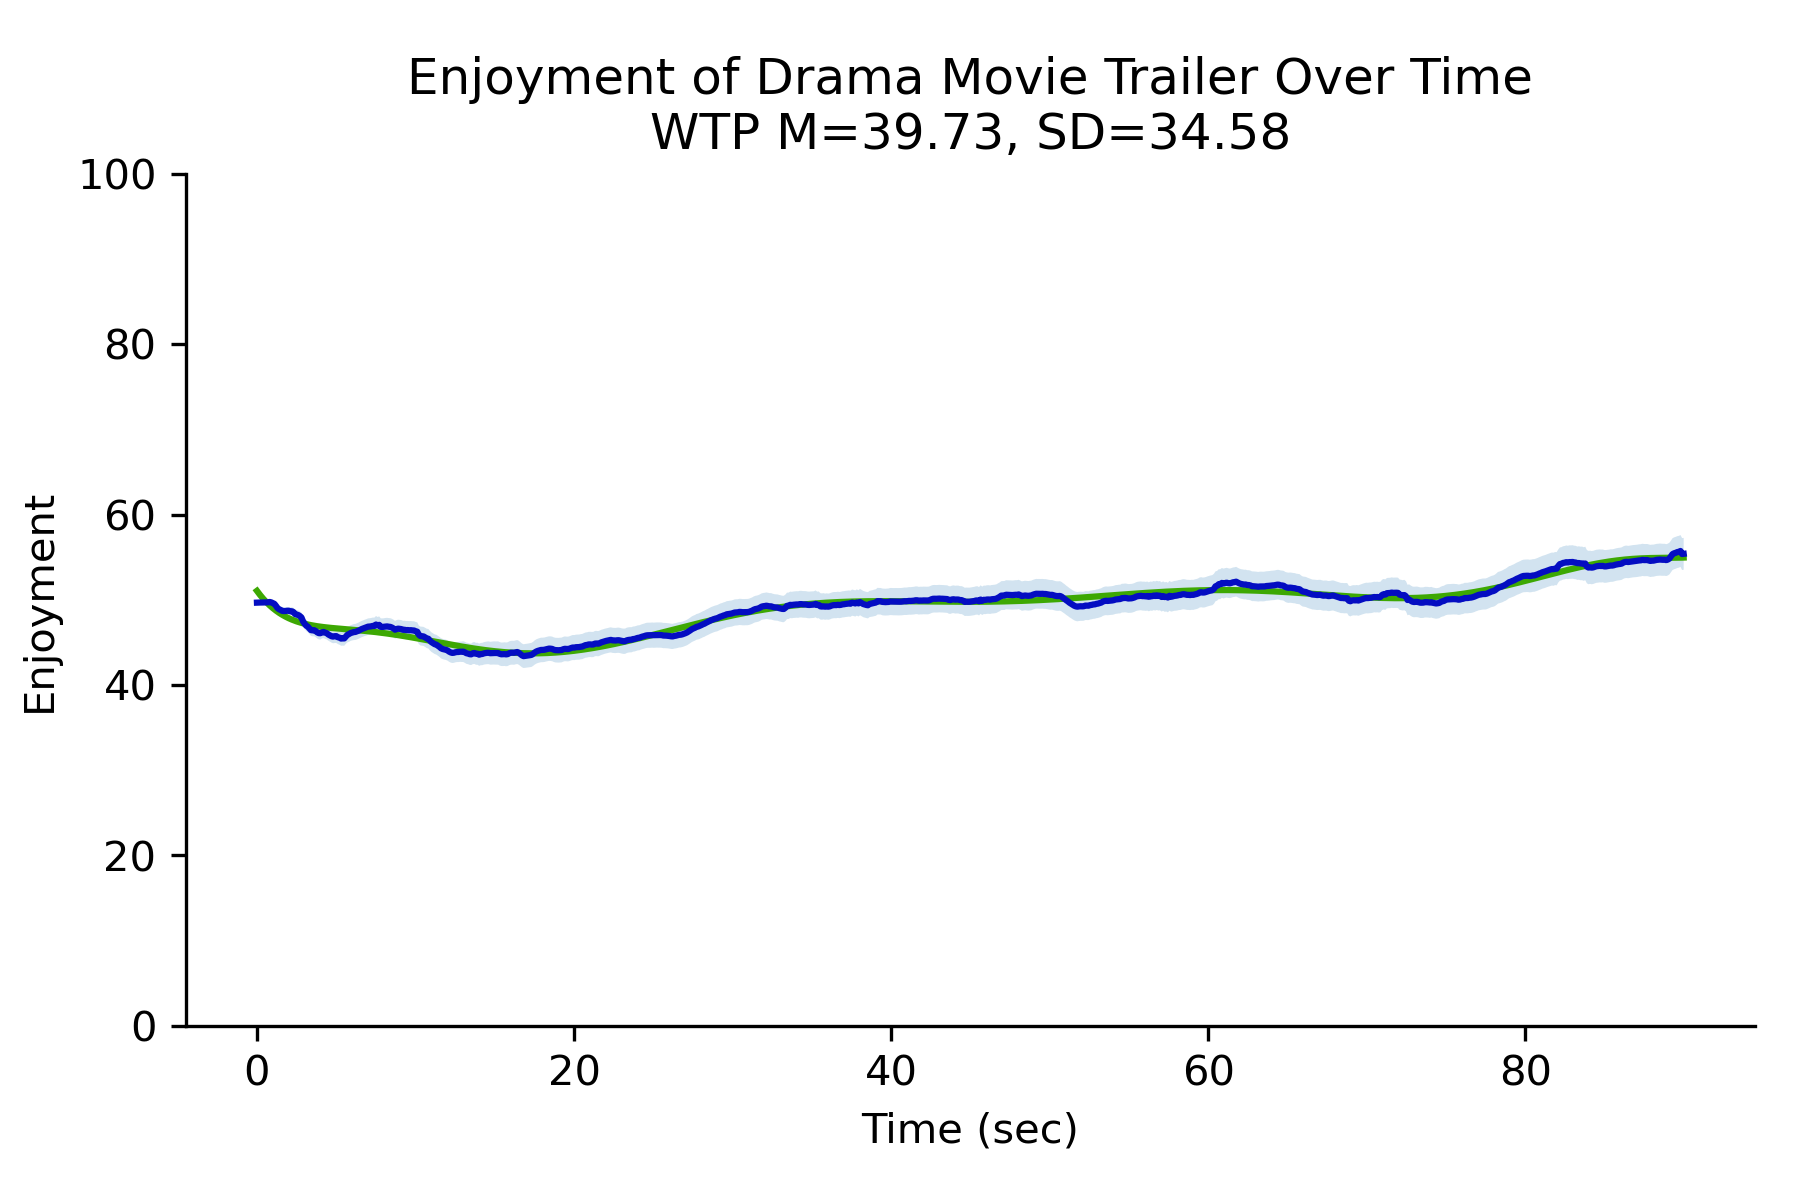 Enjoyment of Drama Movie Trailer Over Time
WTP M=39.73, SD=34.58
100
80
60
40
20
0
Enjoyment
0 20 40 60 80
Time (sec)